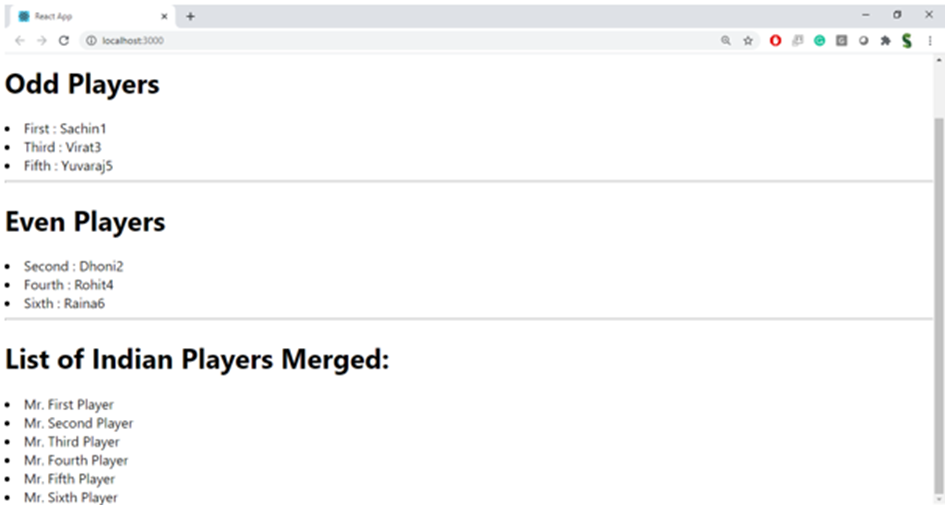 React App
localhost:3000
Odd Players
First : Sachin1
Third : Virat3
Fifth : Yuvaraj5
Even Players
Second : Dhoni2
Fourth : Rohit4
Sixth : Raina6
List of Indian Players Merged:
Mr. First Player
Mr. Second Player
Mr. Third Player
Mr. Fourth Player
Mr. Fifth Player
Mr. Sixth Player